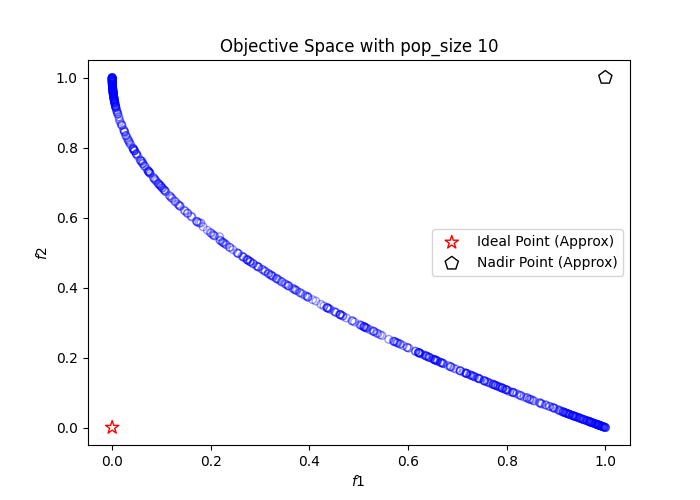 Objective Space with pop_size 10
1.0
0.8
0.6
0.4
0.2
0.0
f2
Ideal Point (Approx)
Nadir Point (Approx)
0.0 0.2 0.4 0.6 0.8 1.0
f1